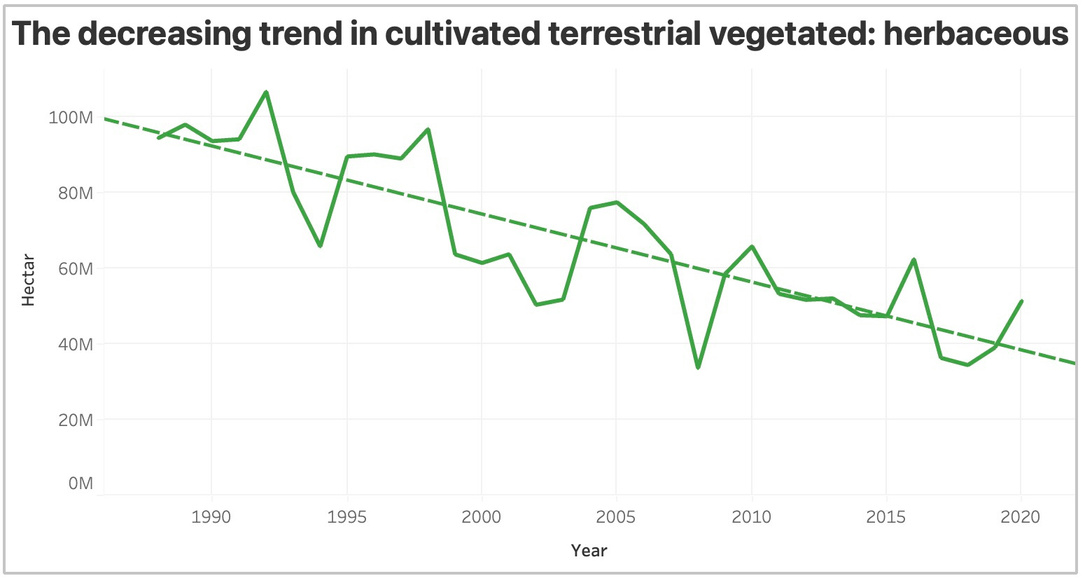 The decreasing trend in cultivated terrestrial vegetated: herbaceous
100M
80M
60M
40M
20M
0M
Hectar
1990 1995 2000 2005 2010 2015 2020
Year